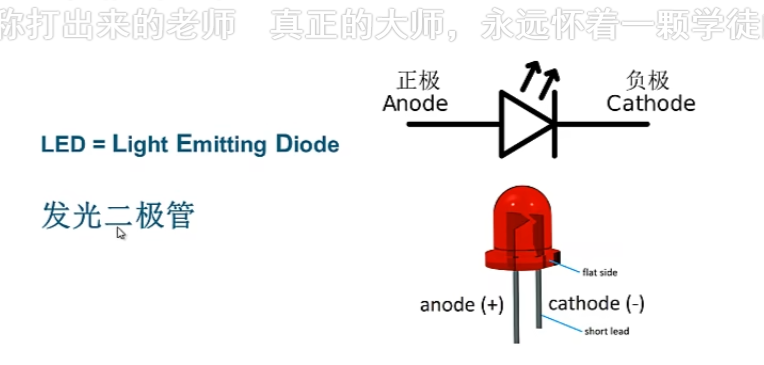 你打出来的老师 真正的大师,永远怀着一颗学徒
正极
Anode
负极
Cathode
LED = Light Emitting Diode
发光二极管
flat side
anode (+)
cathode (-)
short lead